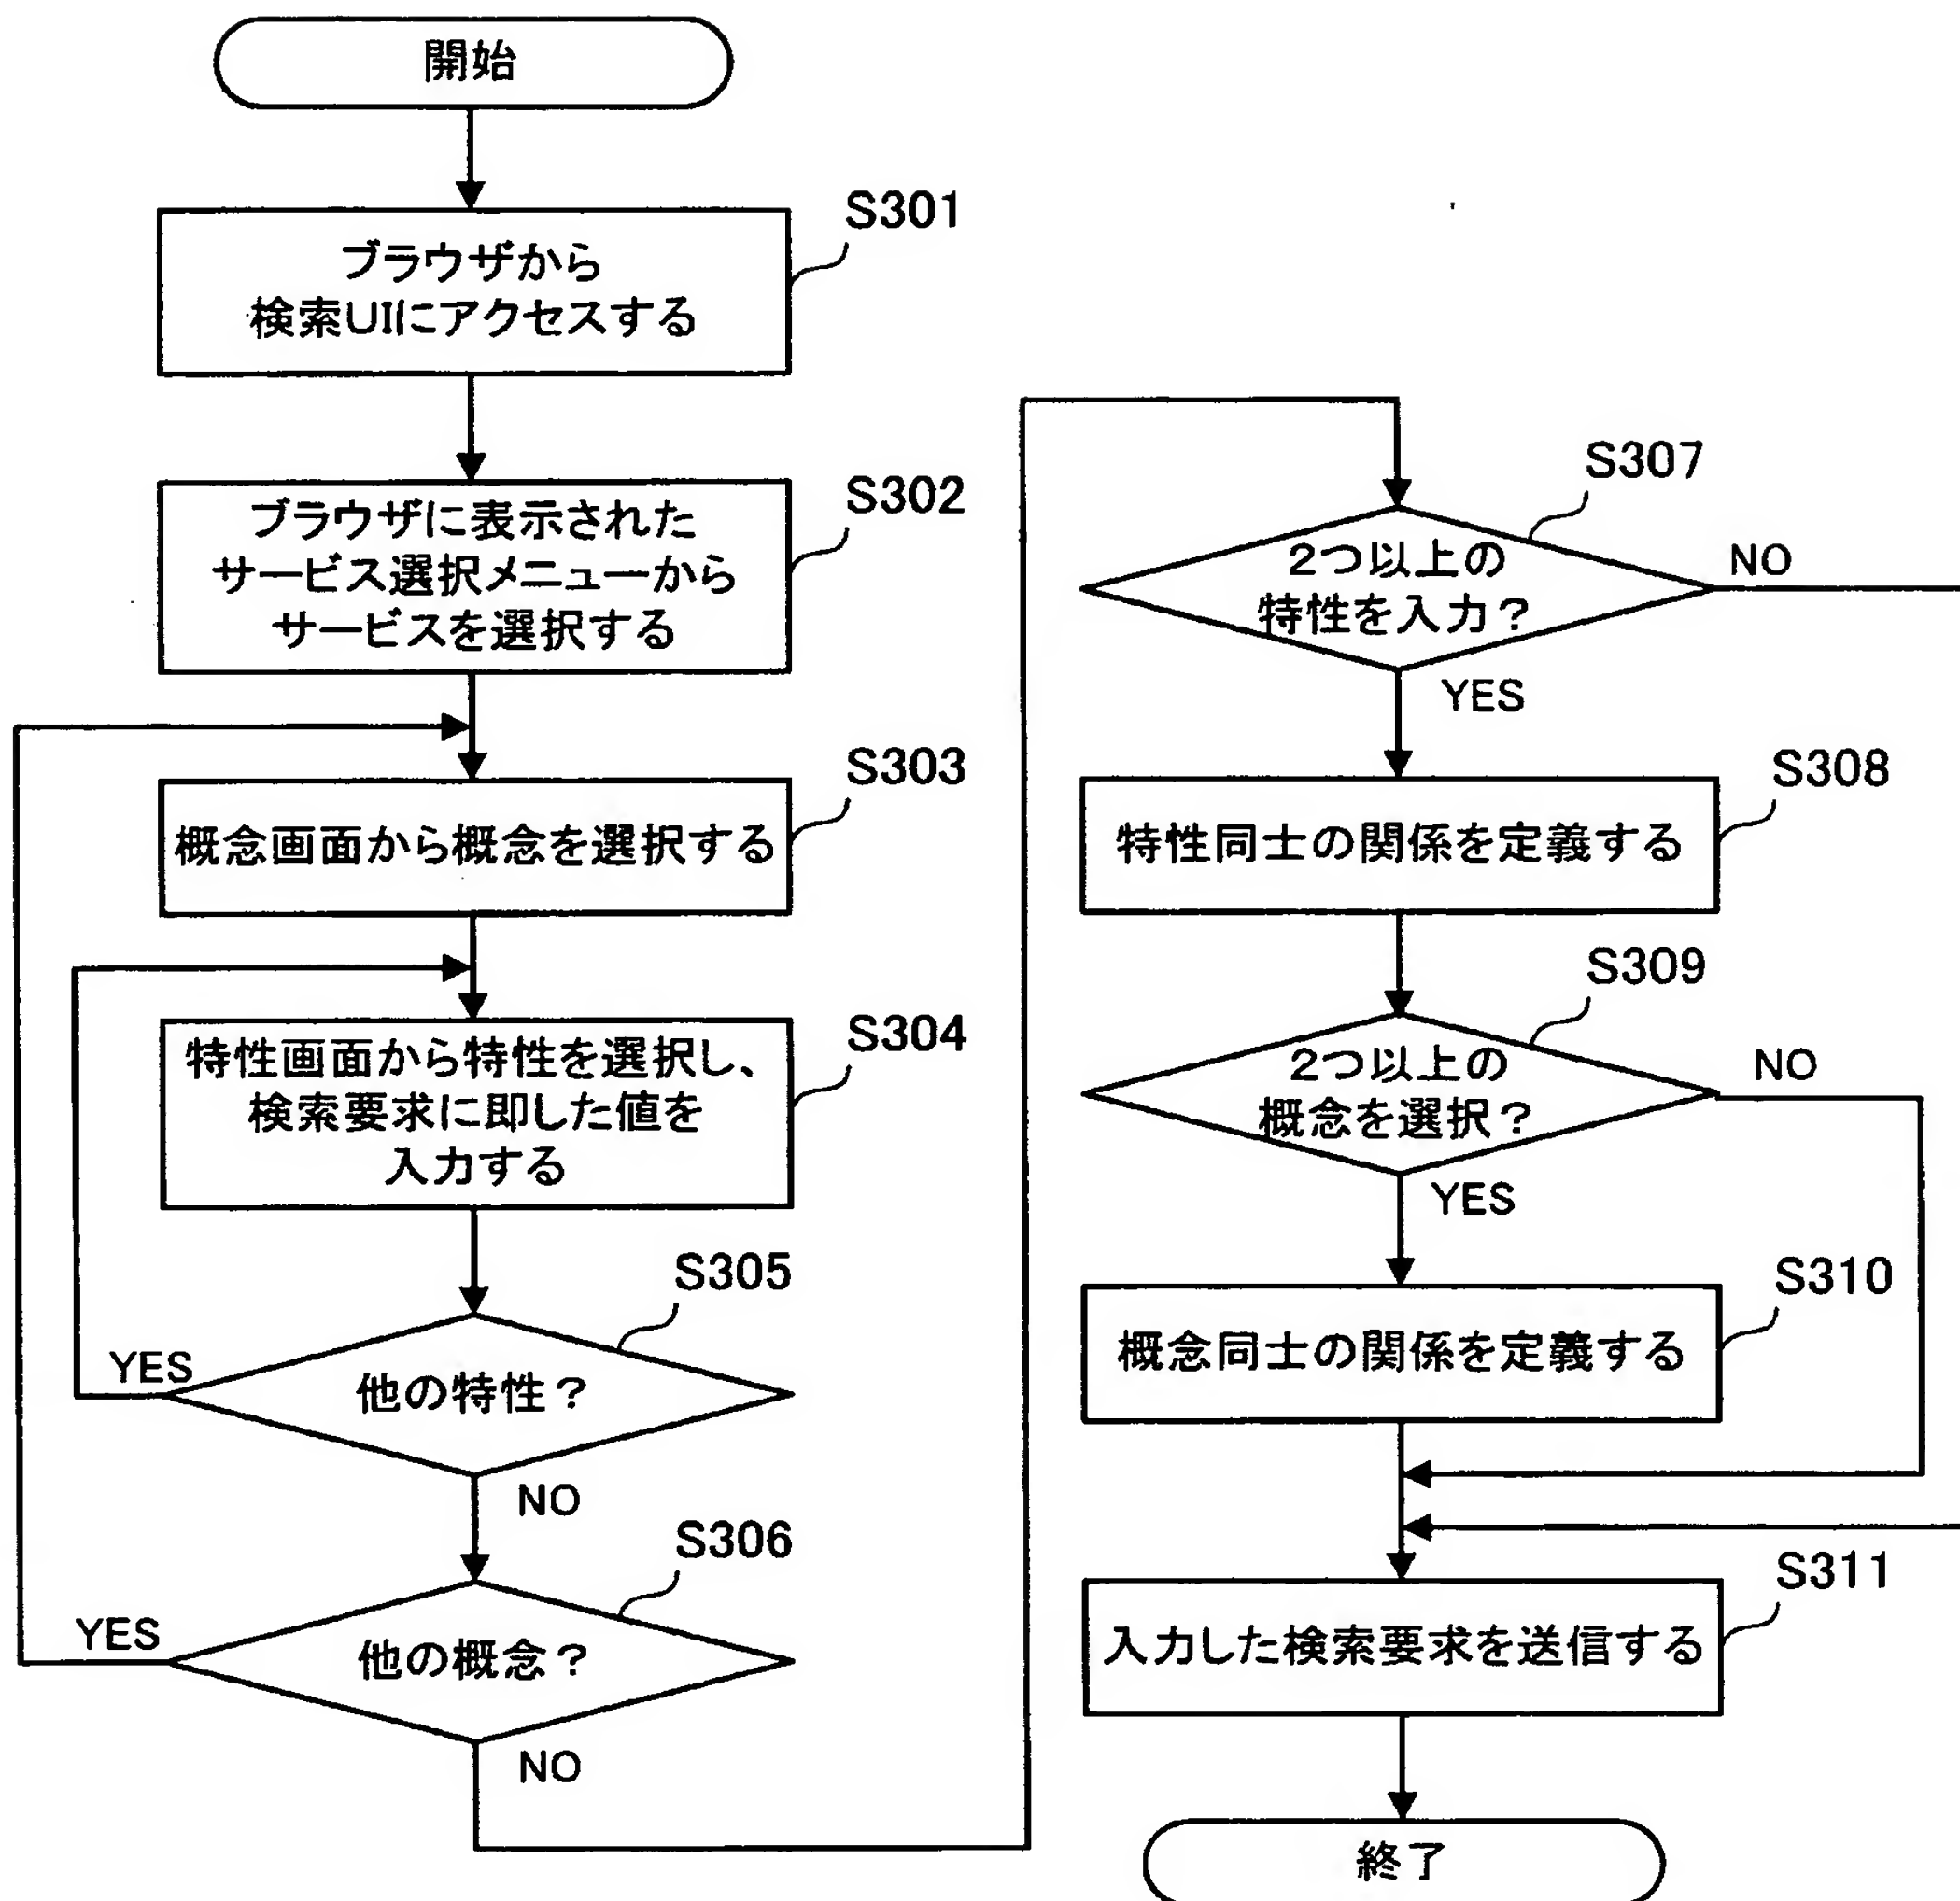 開始
S301
ブラウザから
検索UIにアクセスする
S302
ブラウザに表示された
サービス選択メニューから
サービスを選択する
S303
概念画面から概念を選択する
S304
特性画面から特性を選択し、
検索要求に即した値を
入力する
S305
他の特性？
YES
NO
S306
他の概念？
YES
NO
S307
2つ以上の
特性を入力？
NO
YES
S308
特性同士の関係を定義する
S309
2つ以上の
概念を選択？
NO
YES
S310
概念同士の関係を定義する
S311
入力した検索要求を送信する
終了